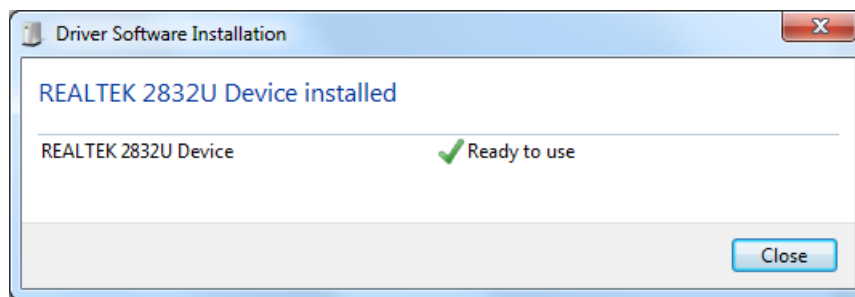 Driver Software Installation
REALTEK 2832U Device installed
REALTEK 2832U Device Ready to use
Close